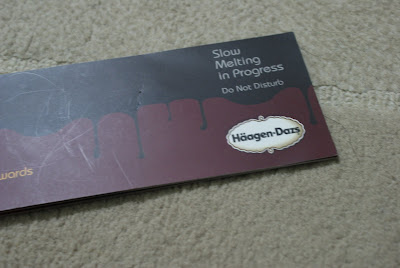 Slow
Melting
in Progress
Do Not Disturb
Häagen-Dazs
wards